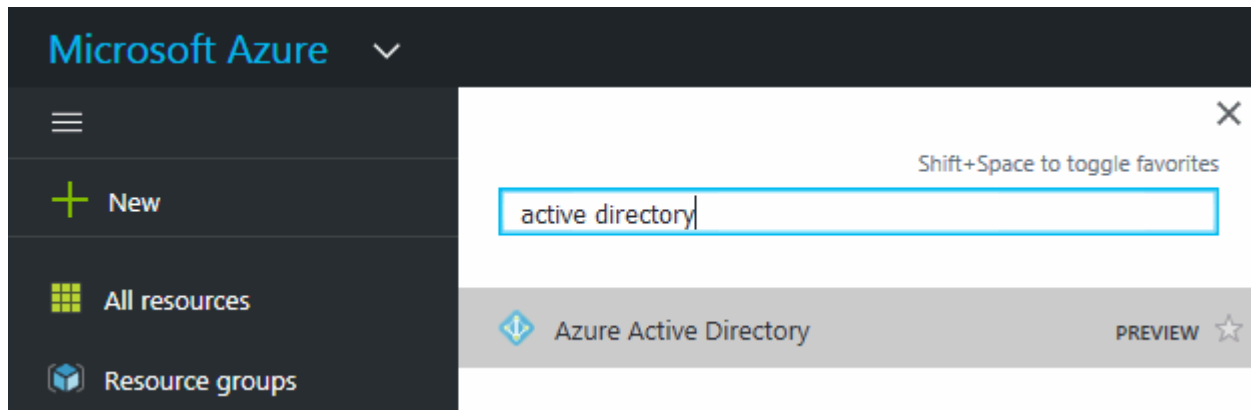 Microsoft Azure
New
All resources
Resource groups
Shift+Space to toggle favorites
active directory
Azure Active Directory PREVIEW